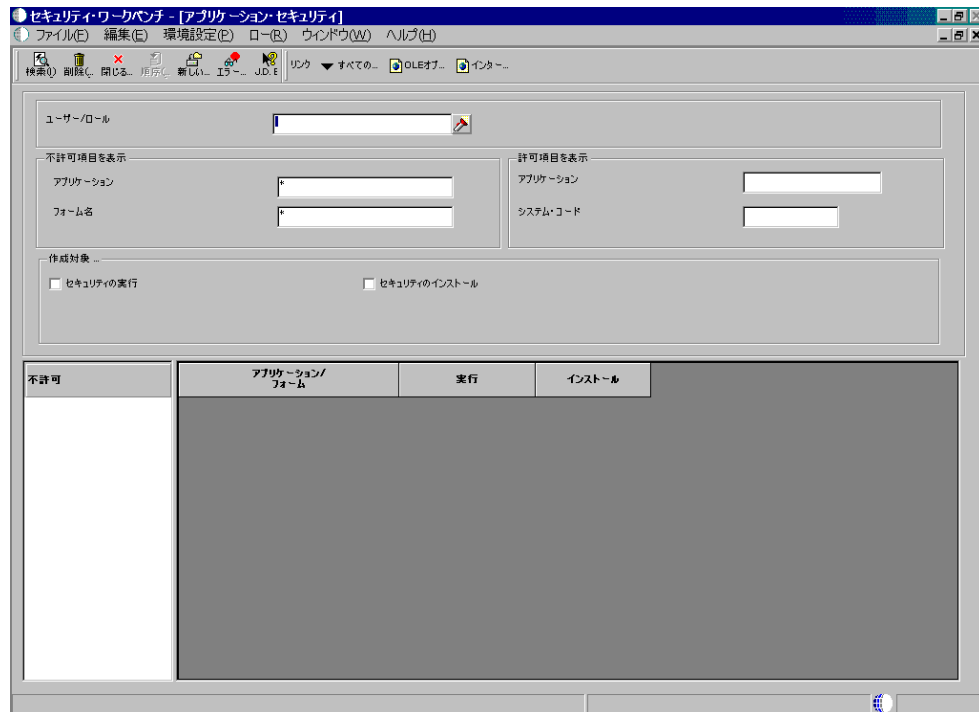 セキュリティ・ワークベンチ - [アプリケーション・セキュリティ]
ファイル(F) 編集(E) 環境設定(P) ロー(R) ウィンドウ(W) ヘルプ(H)
検索(I) 削除(... 閉じる... 順序(... 新しい... エラー... J.D. E リンク すべての... OLEオブ... インター...
ユーザー/ロール
不許可項目を表示
アプリケーション *
フォーム名 *
許可項目を表示
アプリケーション
システム・コード
作成対象 ...
セキュリティの実行 セキュリティのインストール
不許可
アプリケーション/
フォーム
実行 インストール